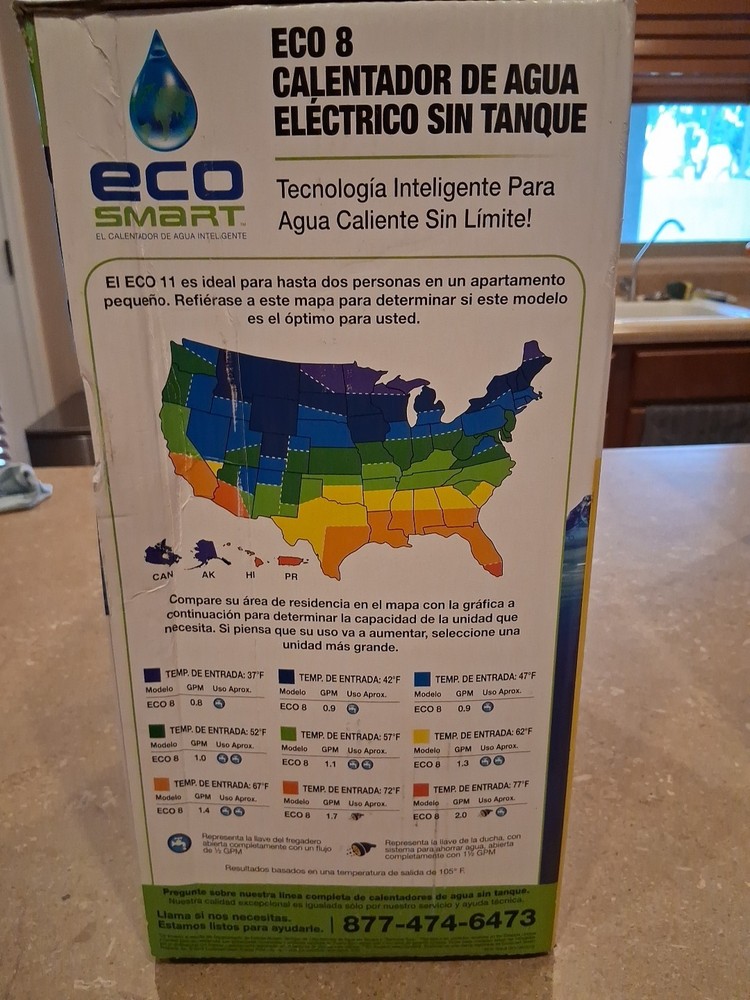 ECO 8
CALENTADOR DE AGUA
ELÉCTRICO SIN TANQUE
eco
SMART
EL CALENTADOR DE AGUA INTELIGENTE
Tecnología Inteligente Para
Agua Caliente Sin Límite!
El ECO 11 es ideal para hasta dos personas en un apartamento
pequeño. Refiérase a este mapa para determinar si este modelo
es el óptimo para usted.
CAN AK HI PR
Compare su área de residencia en el mapa con la gráfica a
continuación para determinar la capacidad de la unidad que
necesita. Si piensa que su uso va a aumentar, seleccione una
unidad más grande.
TEMP. DE ENTRADA: 37°F
Modelo GPM Uso Aprox.
ECO 8 0.8
TEMP. DE ENTRADA: 42°F
Modelo GPM Uso Aprox.
ECO 8 0.9
TEMP. DE ENTRADA: 47°F
Modelo GPM Uso Aprox.
ECO 8 0.9
TEMP. DE ENTRADA: 52°F
Modelo GPM Uso Aprox.
ECO 8 1.0
TEMP. DE ENTRADA: 57°F
Modelo GPM Uso Aprox.
ECO 8 1.1
TEMP. DE ENTRADA: 62°F
Modelo GPM Uso Aprox.
ECO 8 1.3
TEMP. DE ENTRADA: 67°F
Modelo GPM Uso Aprox.
ECO 8 1.4
TEMP. DE ENTRADA: 72°F
Modelo GPM Uso Aprox.
ECO 8 1.7
TEMP. DE ENTRADA: 77°F
Modelo GPM Uso Aprox.
ECO 8 2.0
Representa la llave del fregadero
abierta completamente con un flujo
de ½ GPM
Representa la llave de la ducha, con
sistema para ahorrar agua, abierta
completamente con 1½ GPM
Resultados basados en una temperatura de salida de 105° F.
Pregunte sobre nuestra línea completa de calentadores de agua sin tanque.
Nuestra calidad excepcional es igualada sólo por nuestro servicio y ayuda técnica.
Llama si nos necesitas.
Estamos listos para ayudarle.
877-474-6473